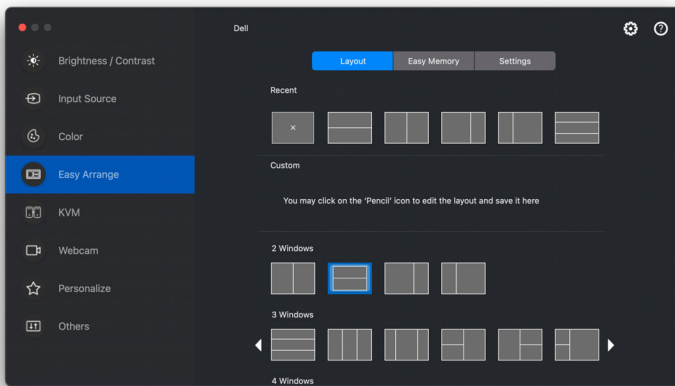 Dell
Brightness / Contrast
Input Source
Color
Easy Arrange
KVM
Webcam
Personalize
Others
Layout
Easy Memory
Settings
Recent
Custom
You may click on the 'Pencil' icon to edit the layout and save it here
2 Windows
3 Windows
4 Windows